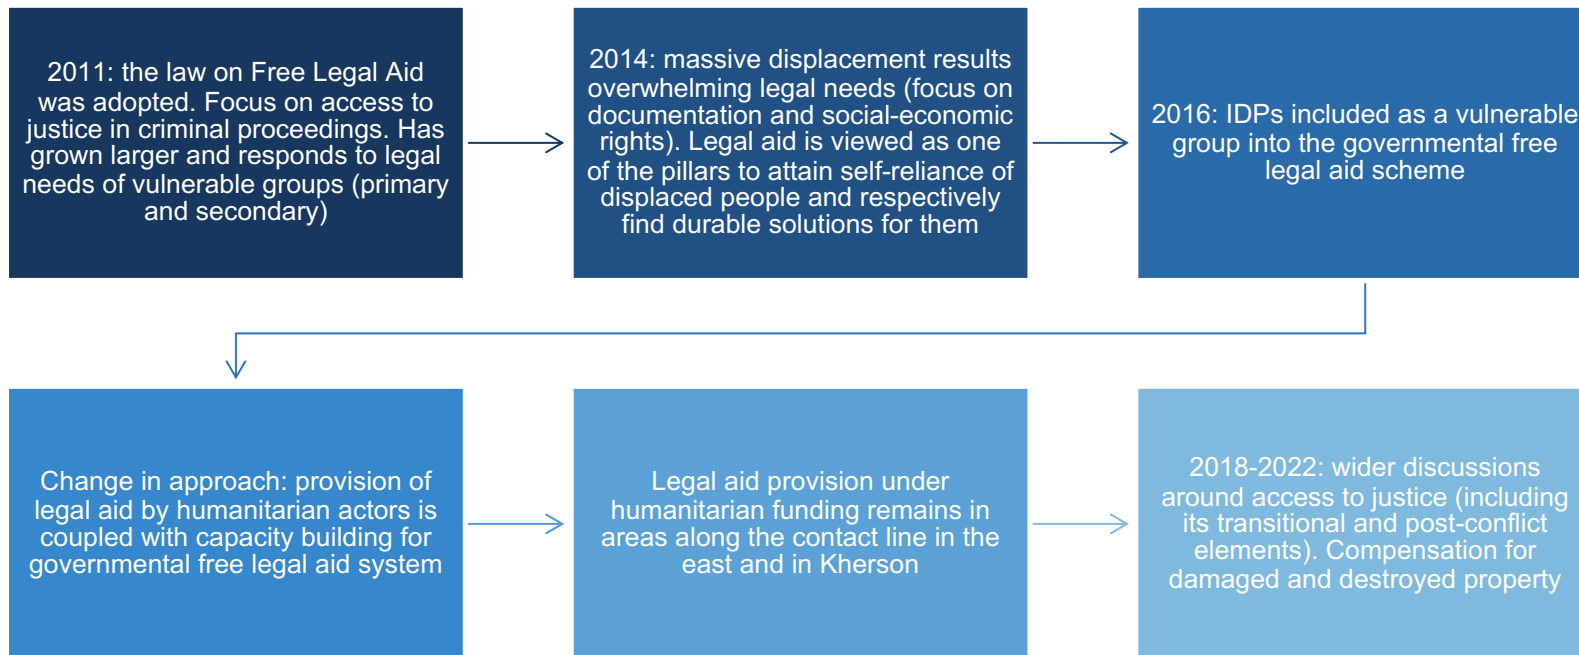 2011: the law on Free Legal Aid
was adopted. Focus on access to
justice in criminal proceedings. Has
grown larger and responds to legal
needs of vulnerable groups (primary
and secondary)
2014: massive displacement results
overwhelming legal needs (focus on
documentation and social-economic
rights). Legal aid is viewed as one
of the pillars to attain self-reliance of
displaced people and respectively
find durable solutions for them
2016: IDPs included as a vulnerable
group into the governmental free
legal aid scheme
Change in approach: provision of
legal aid by humanitarian actors is
coupled with capacity building for
governmental free legal aid system
Legal aid provision under
humanitarian funding remains in
areas along the contact line in the
east and in Kherson
2018-2022: wider discussions
around access to justice (including
its transitional and post-conflict
elements). Compensation for
damaged and destroyed property